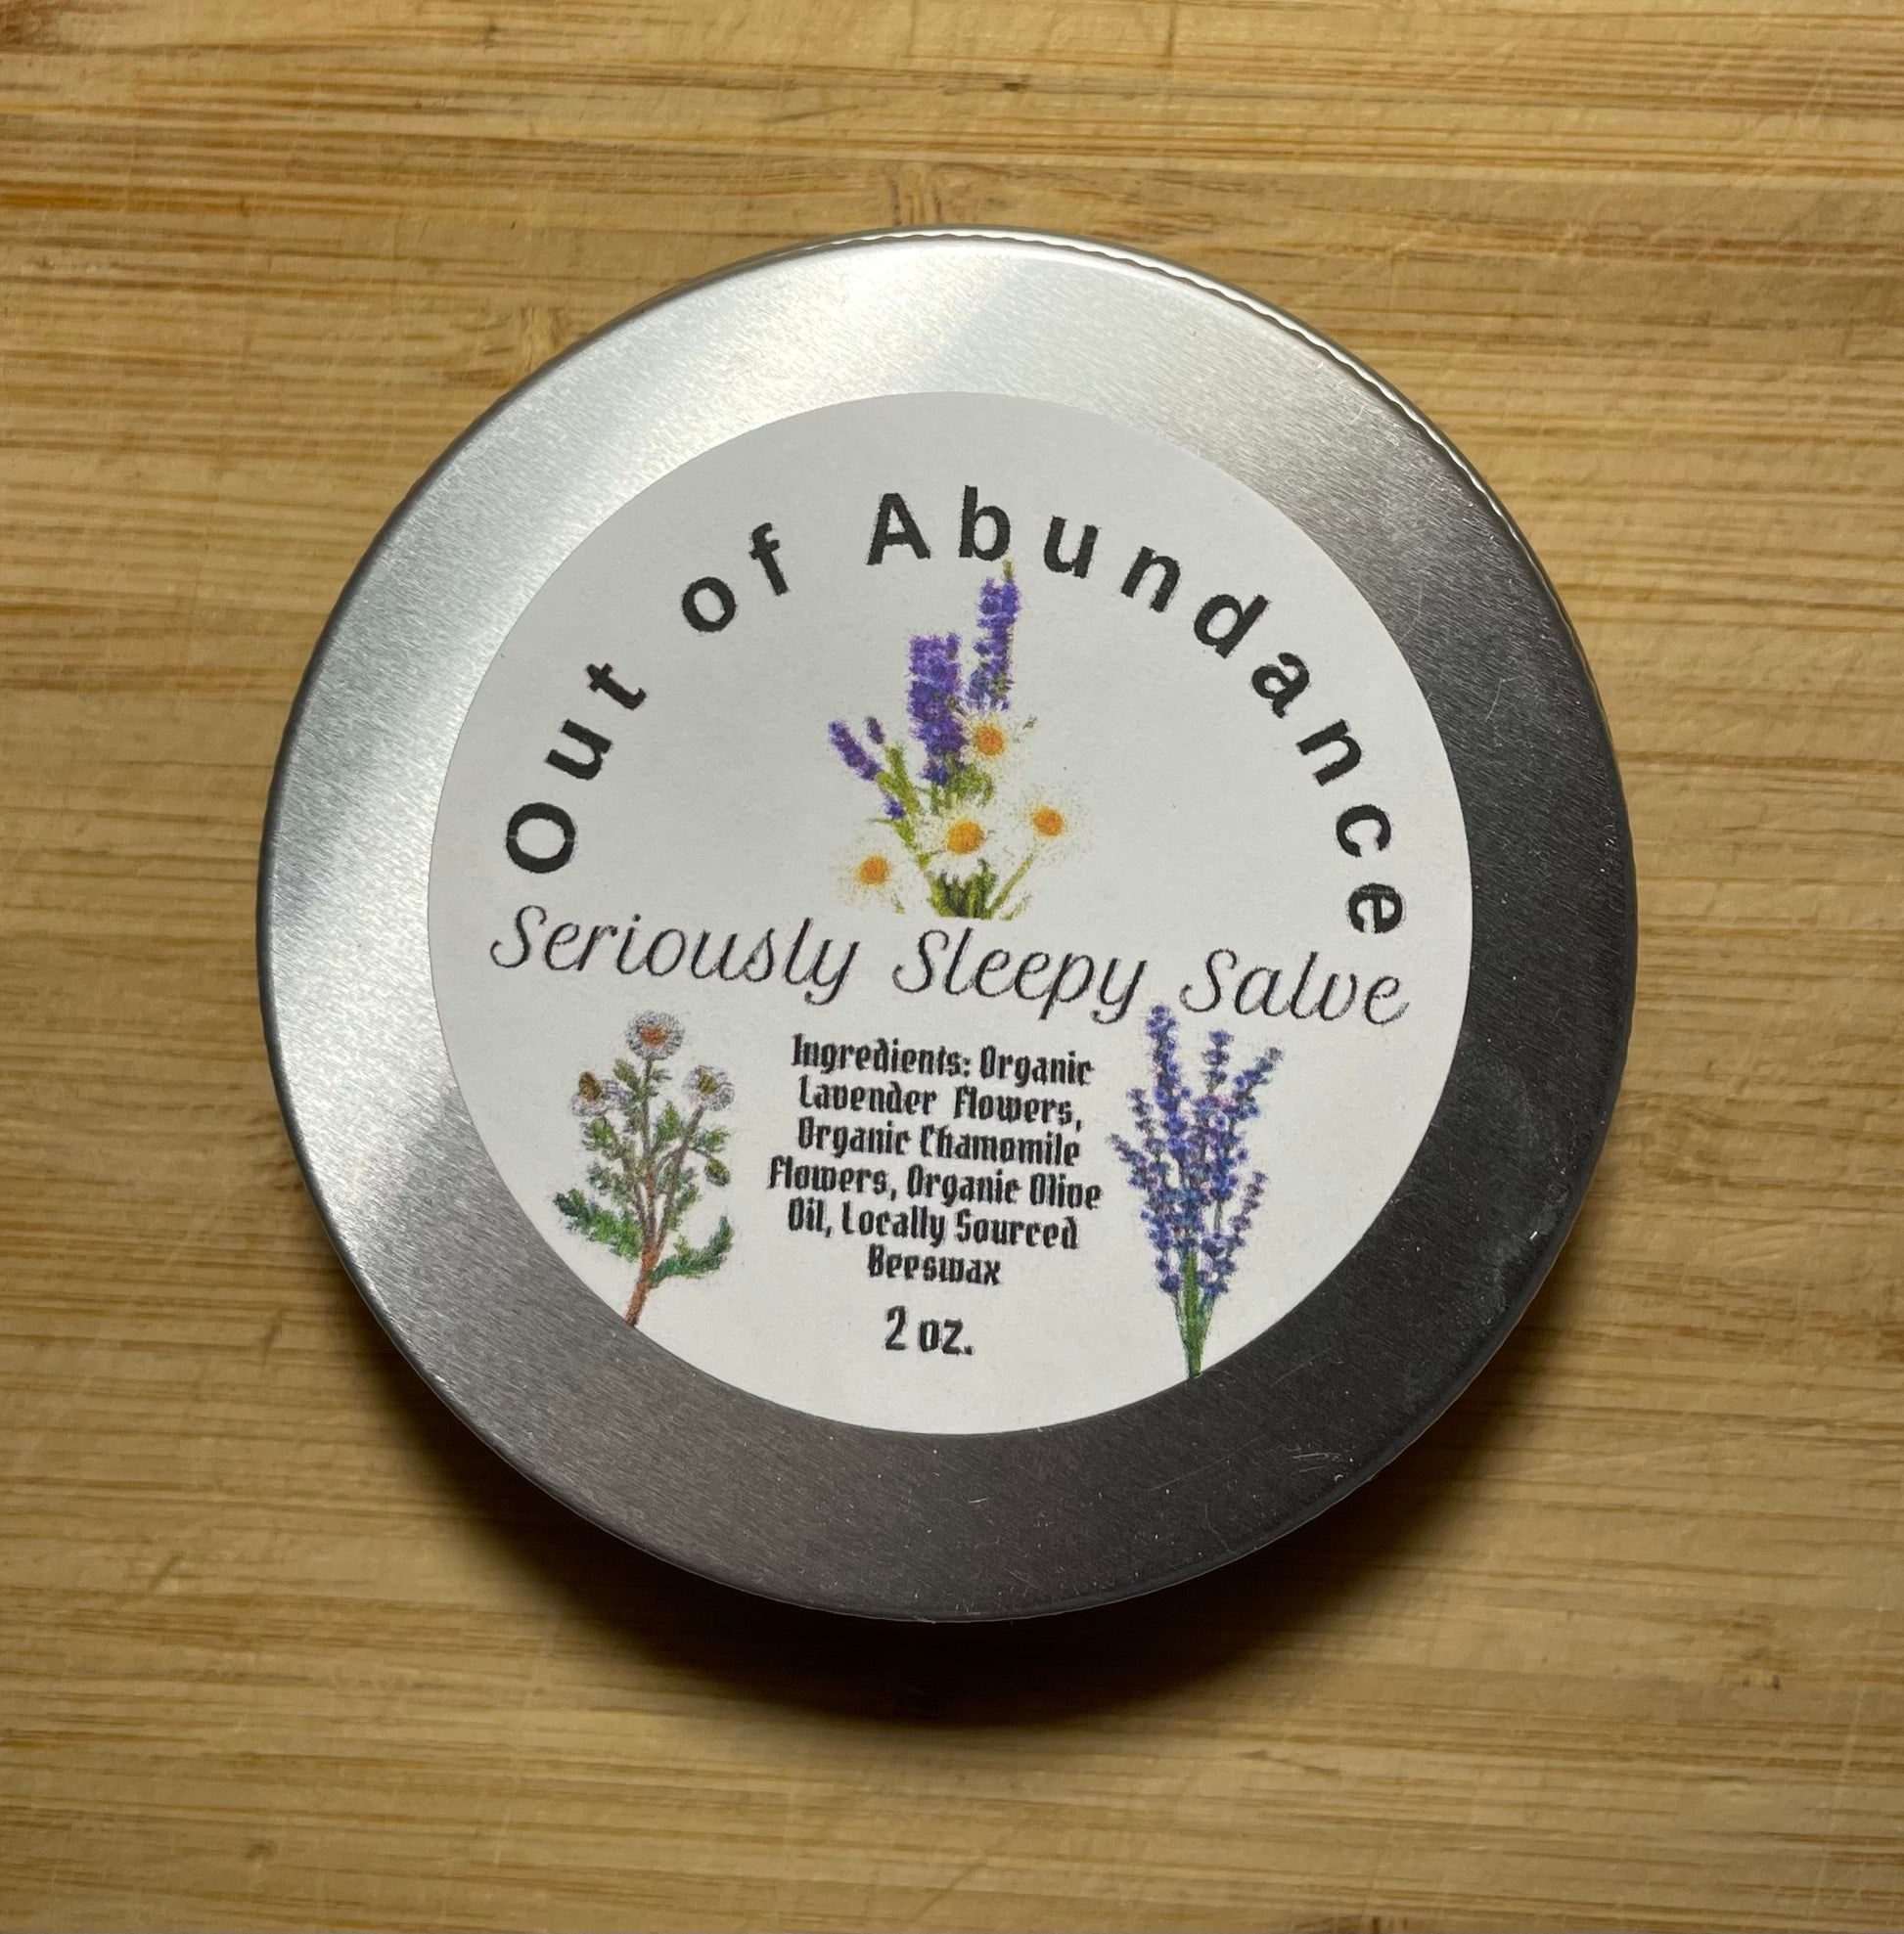 Out of Abundance
Seriously Sleepy Salve
Ingredients: Organic
Lavender Flowers,
Organic Chamomile
Flowers, Organic Olive
Oil, Locally Sourced
Beeswax
2 oz.